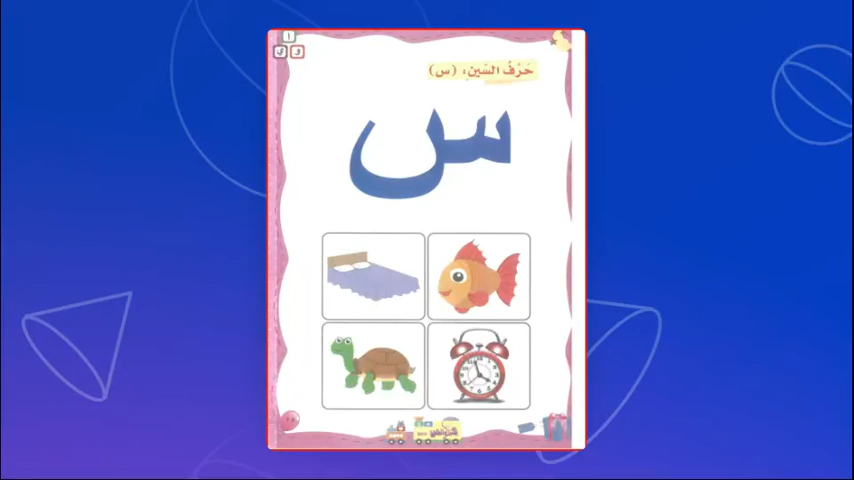 ا
و ي
حَرْفُ السّينِ: (س)
س